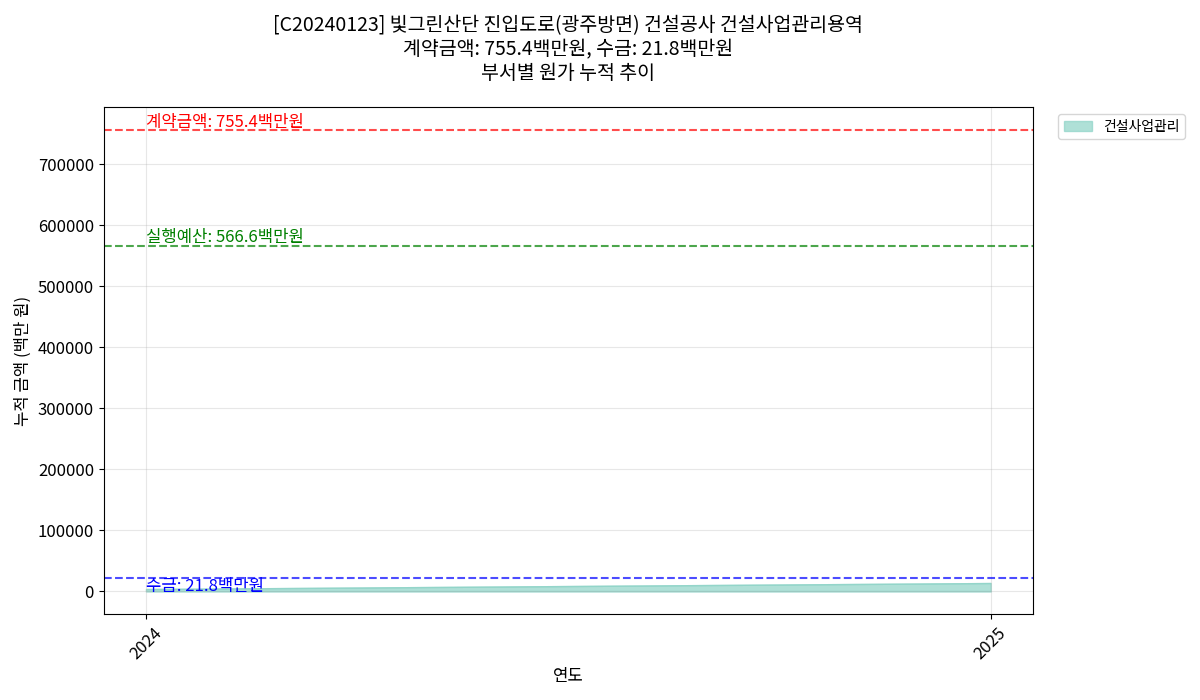 [C20240123] 빛그린산단 진입도로(광주방면) 건설공사 건설사업관리용역
계약금액: 755.4백만원, 수금: 21.8백만원
부서별 원가 누적 추이
계약금액: 755.4백만원
건설사업관리
700000
600000
실행예산: 566.6백만원
500000
400000
300000
200000
100000
수금: 21.8백만원
0
누적 금액 (백만 원)
2024
2025
연도